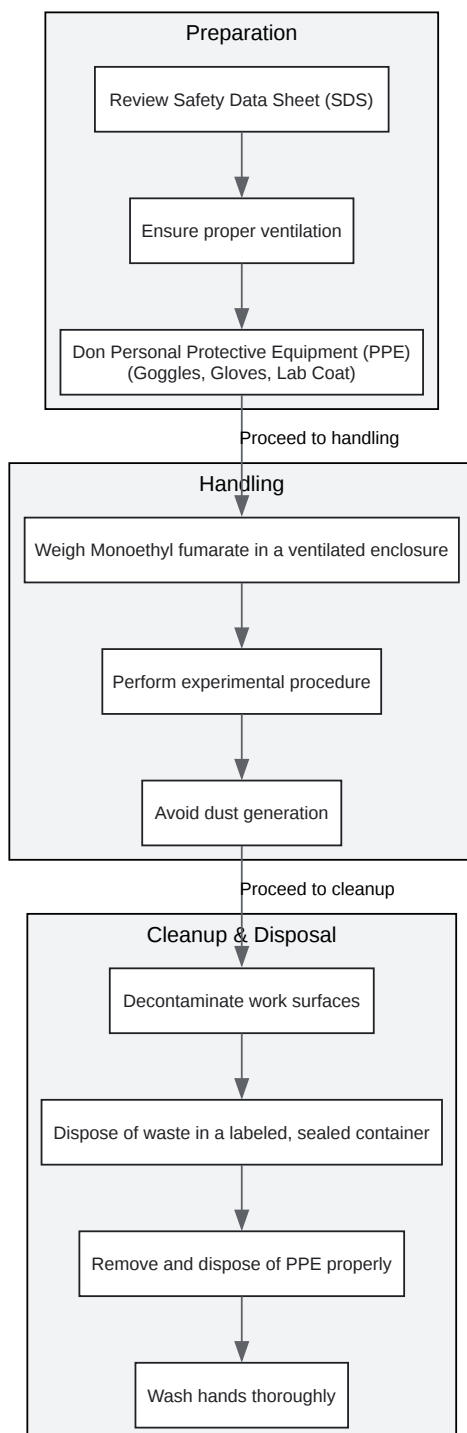 Preparation
Review Safety Data Sheet (SDS)
Ensure proper ventilation
Don Personal Protective Equipment (PPE)
(Goggles, Gloves, Lab Coat)
Proceed to handling
Handling
Weigh Monoethyl fumarate in a ventilated enclosure
Perform experimental procedure
Avoid dust generation
Proceed to cleanup
Cleanup & Disposal
Decontaminate work surfaces
Dispose of waste in a labeled, sealed container
Remove and dispose of PPE properly
Wash hands thoroughly